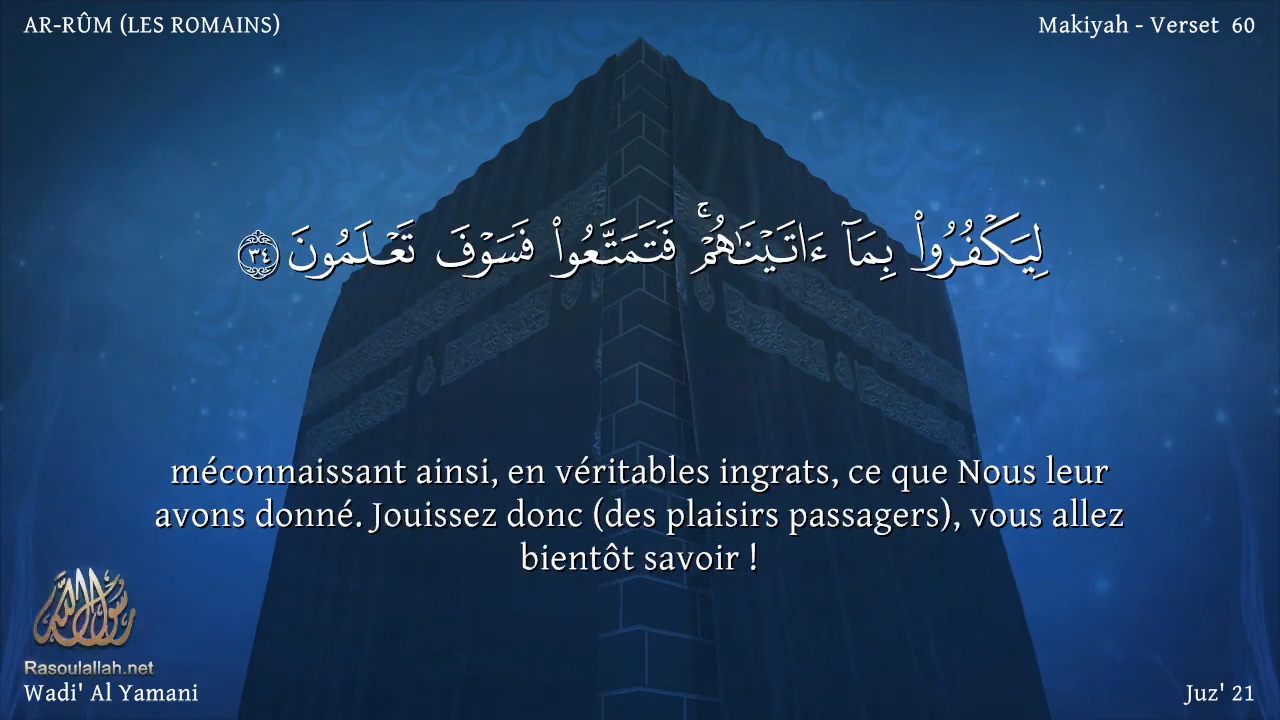 AR-RÛM (LES ROMAINS)
Makiyah - Verset 60
لِيَكْفُرُوا۟ بِمَآ ءَاتَيْنَـٰهُمْ ۚ فَتَمَتَّعُوا۟ فَسَوْفَ تَعْلَمُونَ ٣٤
méconnaissant ainsi, en véritables ingrats, ce que Nous leur
avons donné. Jouissez donc (des plaisirs passagers), vous allez
bientôt savoir !
رسول الله
Rasoulallah.net
Wadi' Al Yamani
Juz' 21